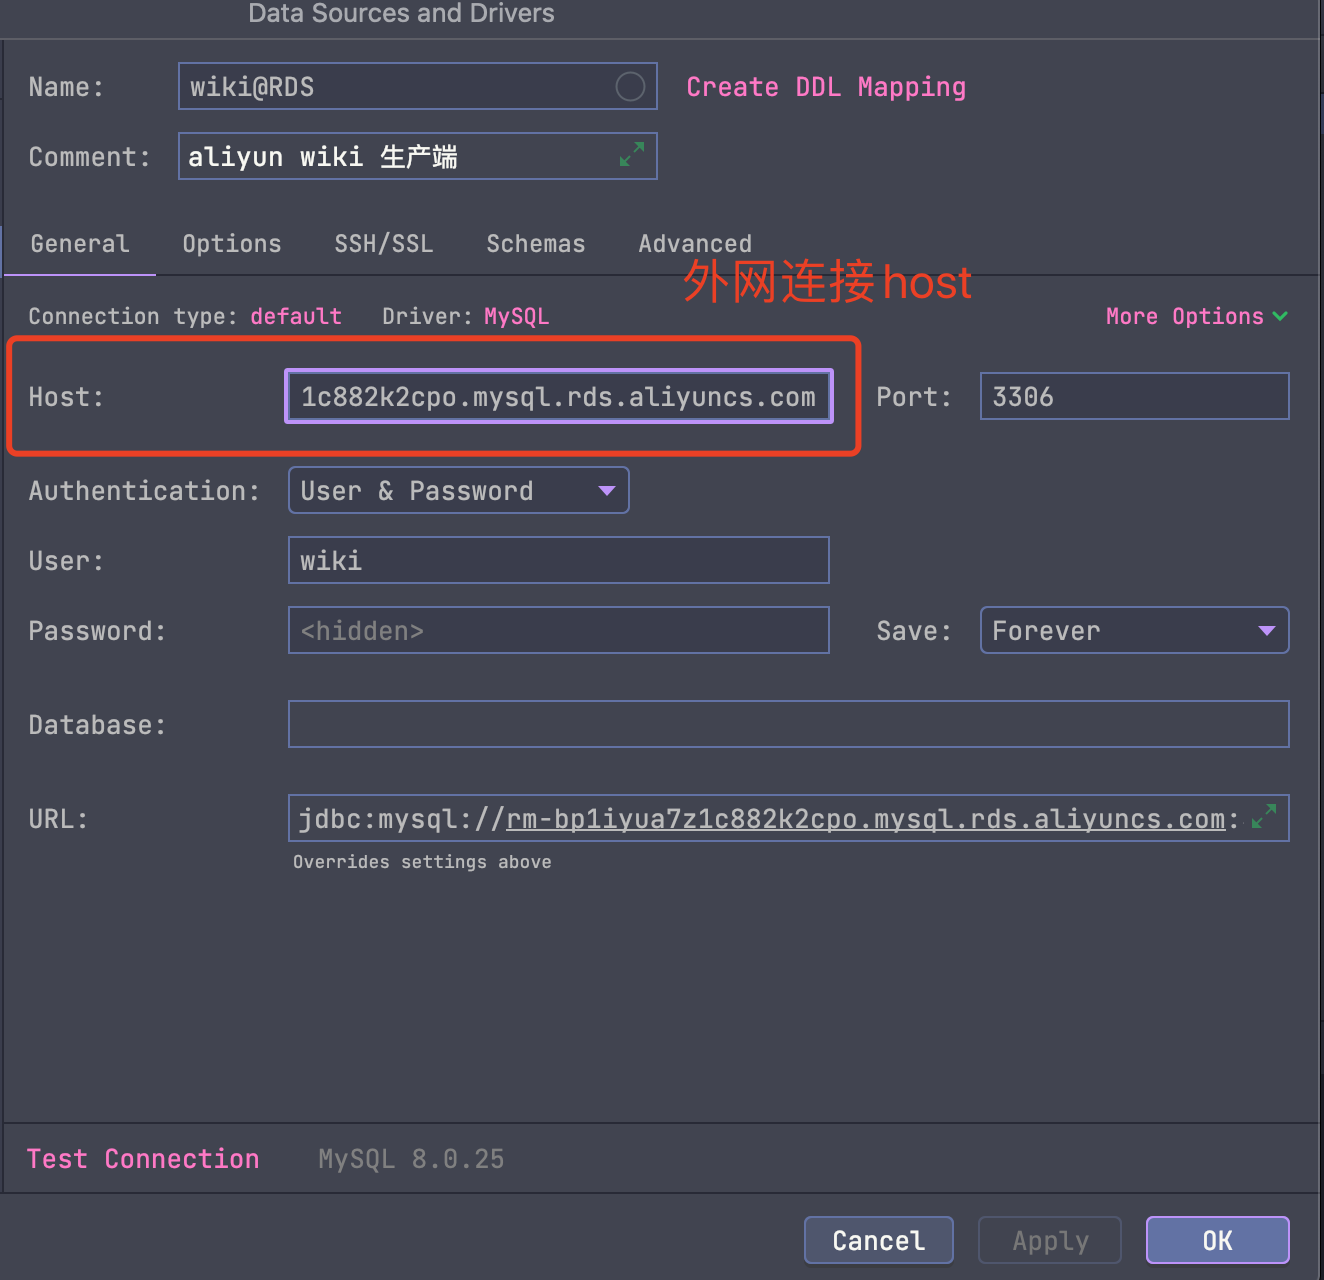 Data Sources and Drivers
Name: wiki@RDS Create DDL Mapping
Comment: aliyun wiki 生产端
General Options SSH/SSL Schemas Advanced
外网连接host
Connection type: default Driver: MySQL More Options
Host: 1c882k2cpo.mysql.rds.aliyuncs.com Port: 3306
Authentication: User & Password
User: wiki
Password: <hidden> Save: Forever
Database:
URL: jdbc:mysql://rm-bp1iyua7z1c882k2cpo.mysql.rds.aliyuncs.com:
Overrides settings above
Test Connection MySQL 8.0.25
Cancel Apply OK